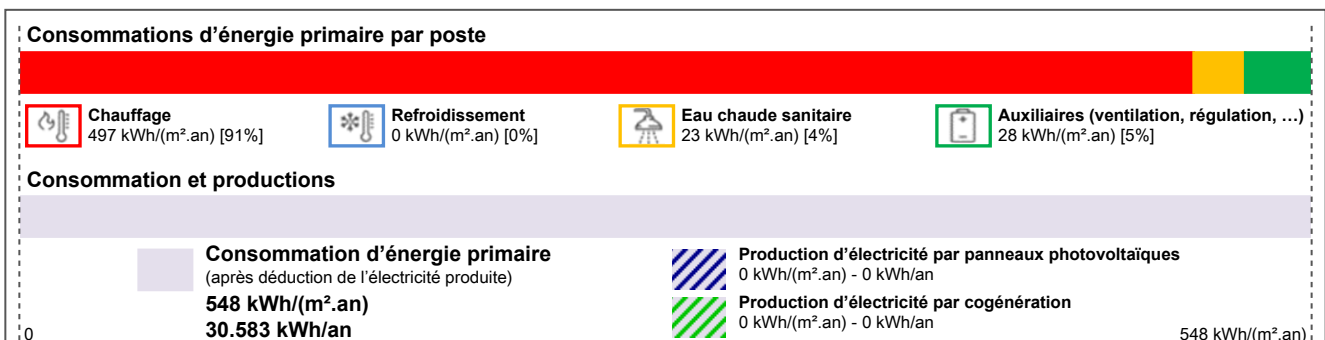 Consommations d’énergie primaire par poste
Chauffage
497 kWh/(m².an) [91%]
Refroidissement
0 kWh/(m².an) [0%]
Eau chaude sanitaire
23 kWh/(m².an) [4%]
Auxiliaires (ventilation, régulation, …)
28 kWh/(m².an) [5%]
Consommation et productions
Consommation d’énergie primaire
(après déduction de l’électricité produite)
548 kWh/(m².an)
30.583 kWh/an
Production d’électricité par panneaux photovoltaïques
0 kWh/(m².an) - 0 kWh/an
Production d’électricité par cogénération
0 kWh/(m².an) - 0 kWh/an
0
548 kWh/(m².an)